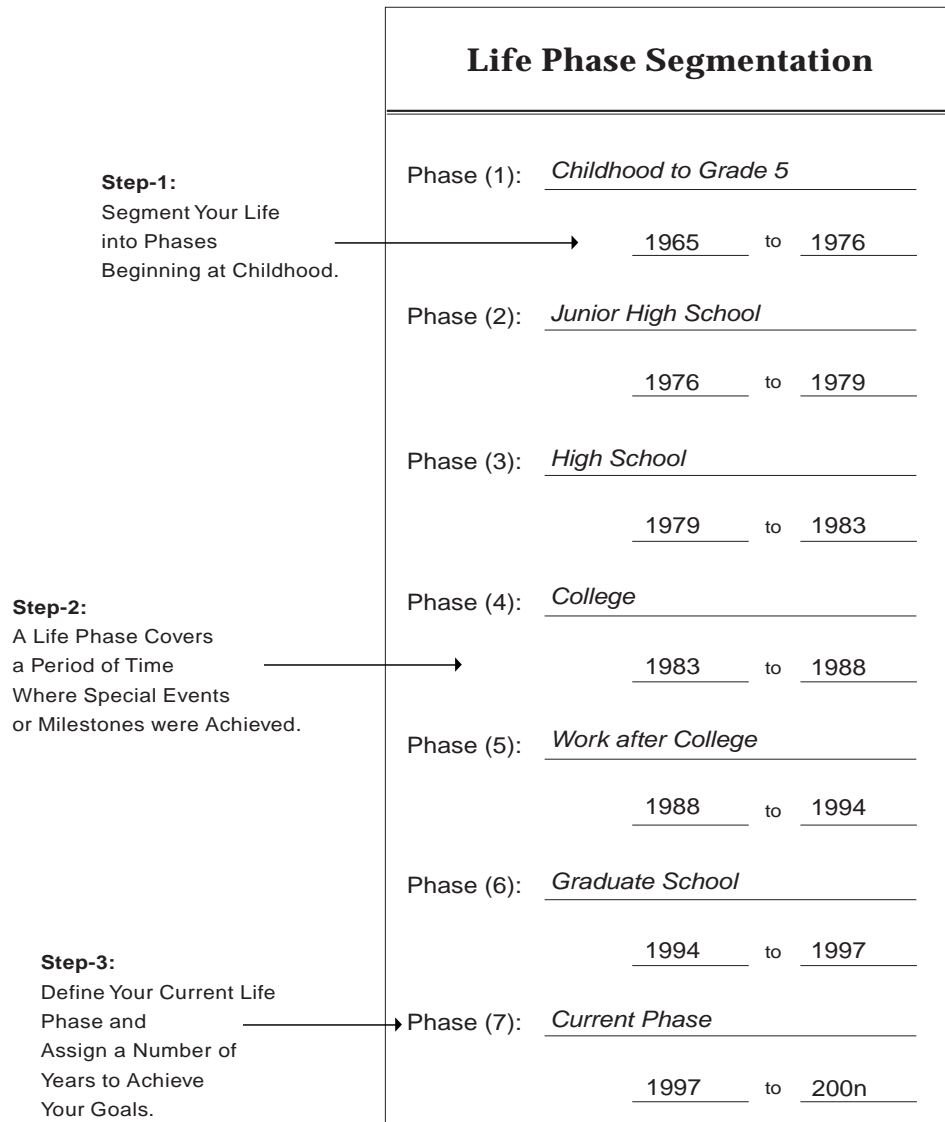 Life Phase Segmentation
Step-1:
Segment Your Life
into Phases
Beginning at Childhood.
Phase (1): Childhood to Grade 5
1965 to 1976
Phase (2): Junior High School
1976 to 1979
Phase (3): High School
1979 to 1983
Step-2:
A Life Phase Covers
a Period of Time
Where Special Events
or Milestones were Achieved.
Phase (4): College
1983 to 1988
Phase (5): Work after College
1988 to 1994
Phase (6): Graduate School
1994 to 1997
Step-3:
Define Your Current Life
Phase and
Assign a Number of
Years to Achieve
Your Goals.
Phase (7): Current Phase
1997 to 200n